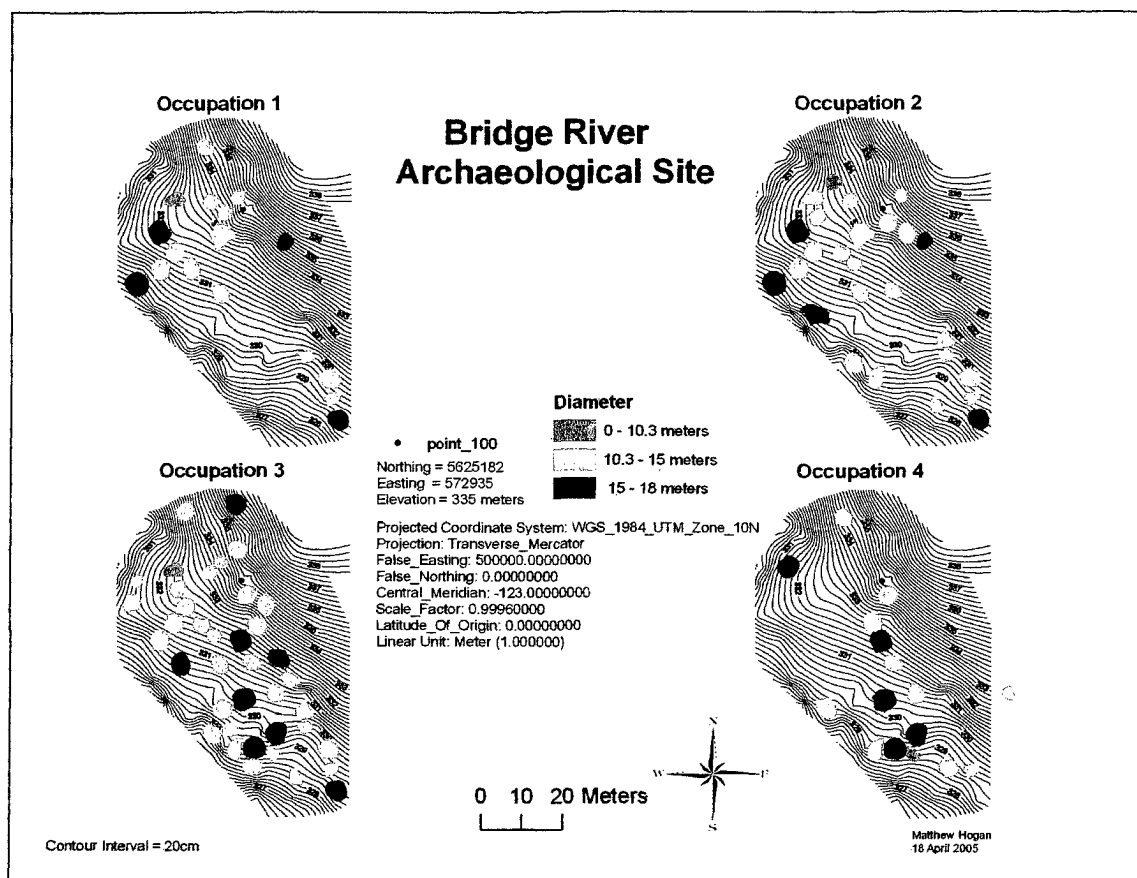 Occupation 1
Occupation 2
Bridge River
Archaeological Site
Diameter
0 - 10.3 meters
10.3 - 15 meters
15 - 18 meters
point_100
Northing = 5625182
Easting = 572935
Elevation = 335 meters
Occupation 3
Occupation 4
Projected Coordinate System: WGS_1984_UTM_Zone_10N
Projection: Transverse_Mercator
False_Easting: 500000.00000000
False_Northing: 0.00000000
Central_Meridian: -123.00000000
Scale_Factor: 0.99960000
Latitude_Of_Origin: 0.00000000
Linear Unit: Meter (1.000000)
N
W
S
0 10 20 Meters
Contour Interval = 20cm
Matthew Hogan
18 April 2005